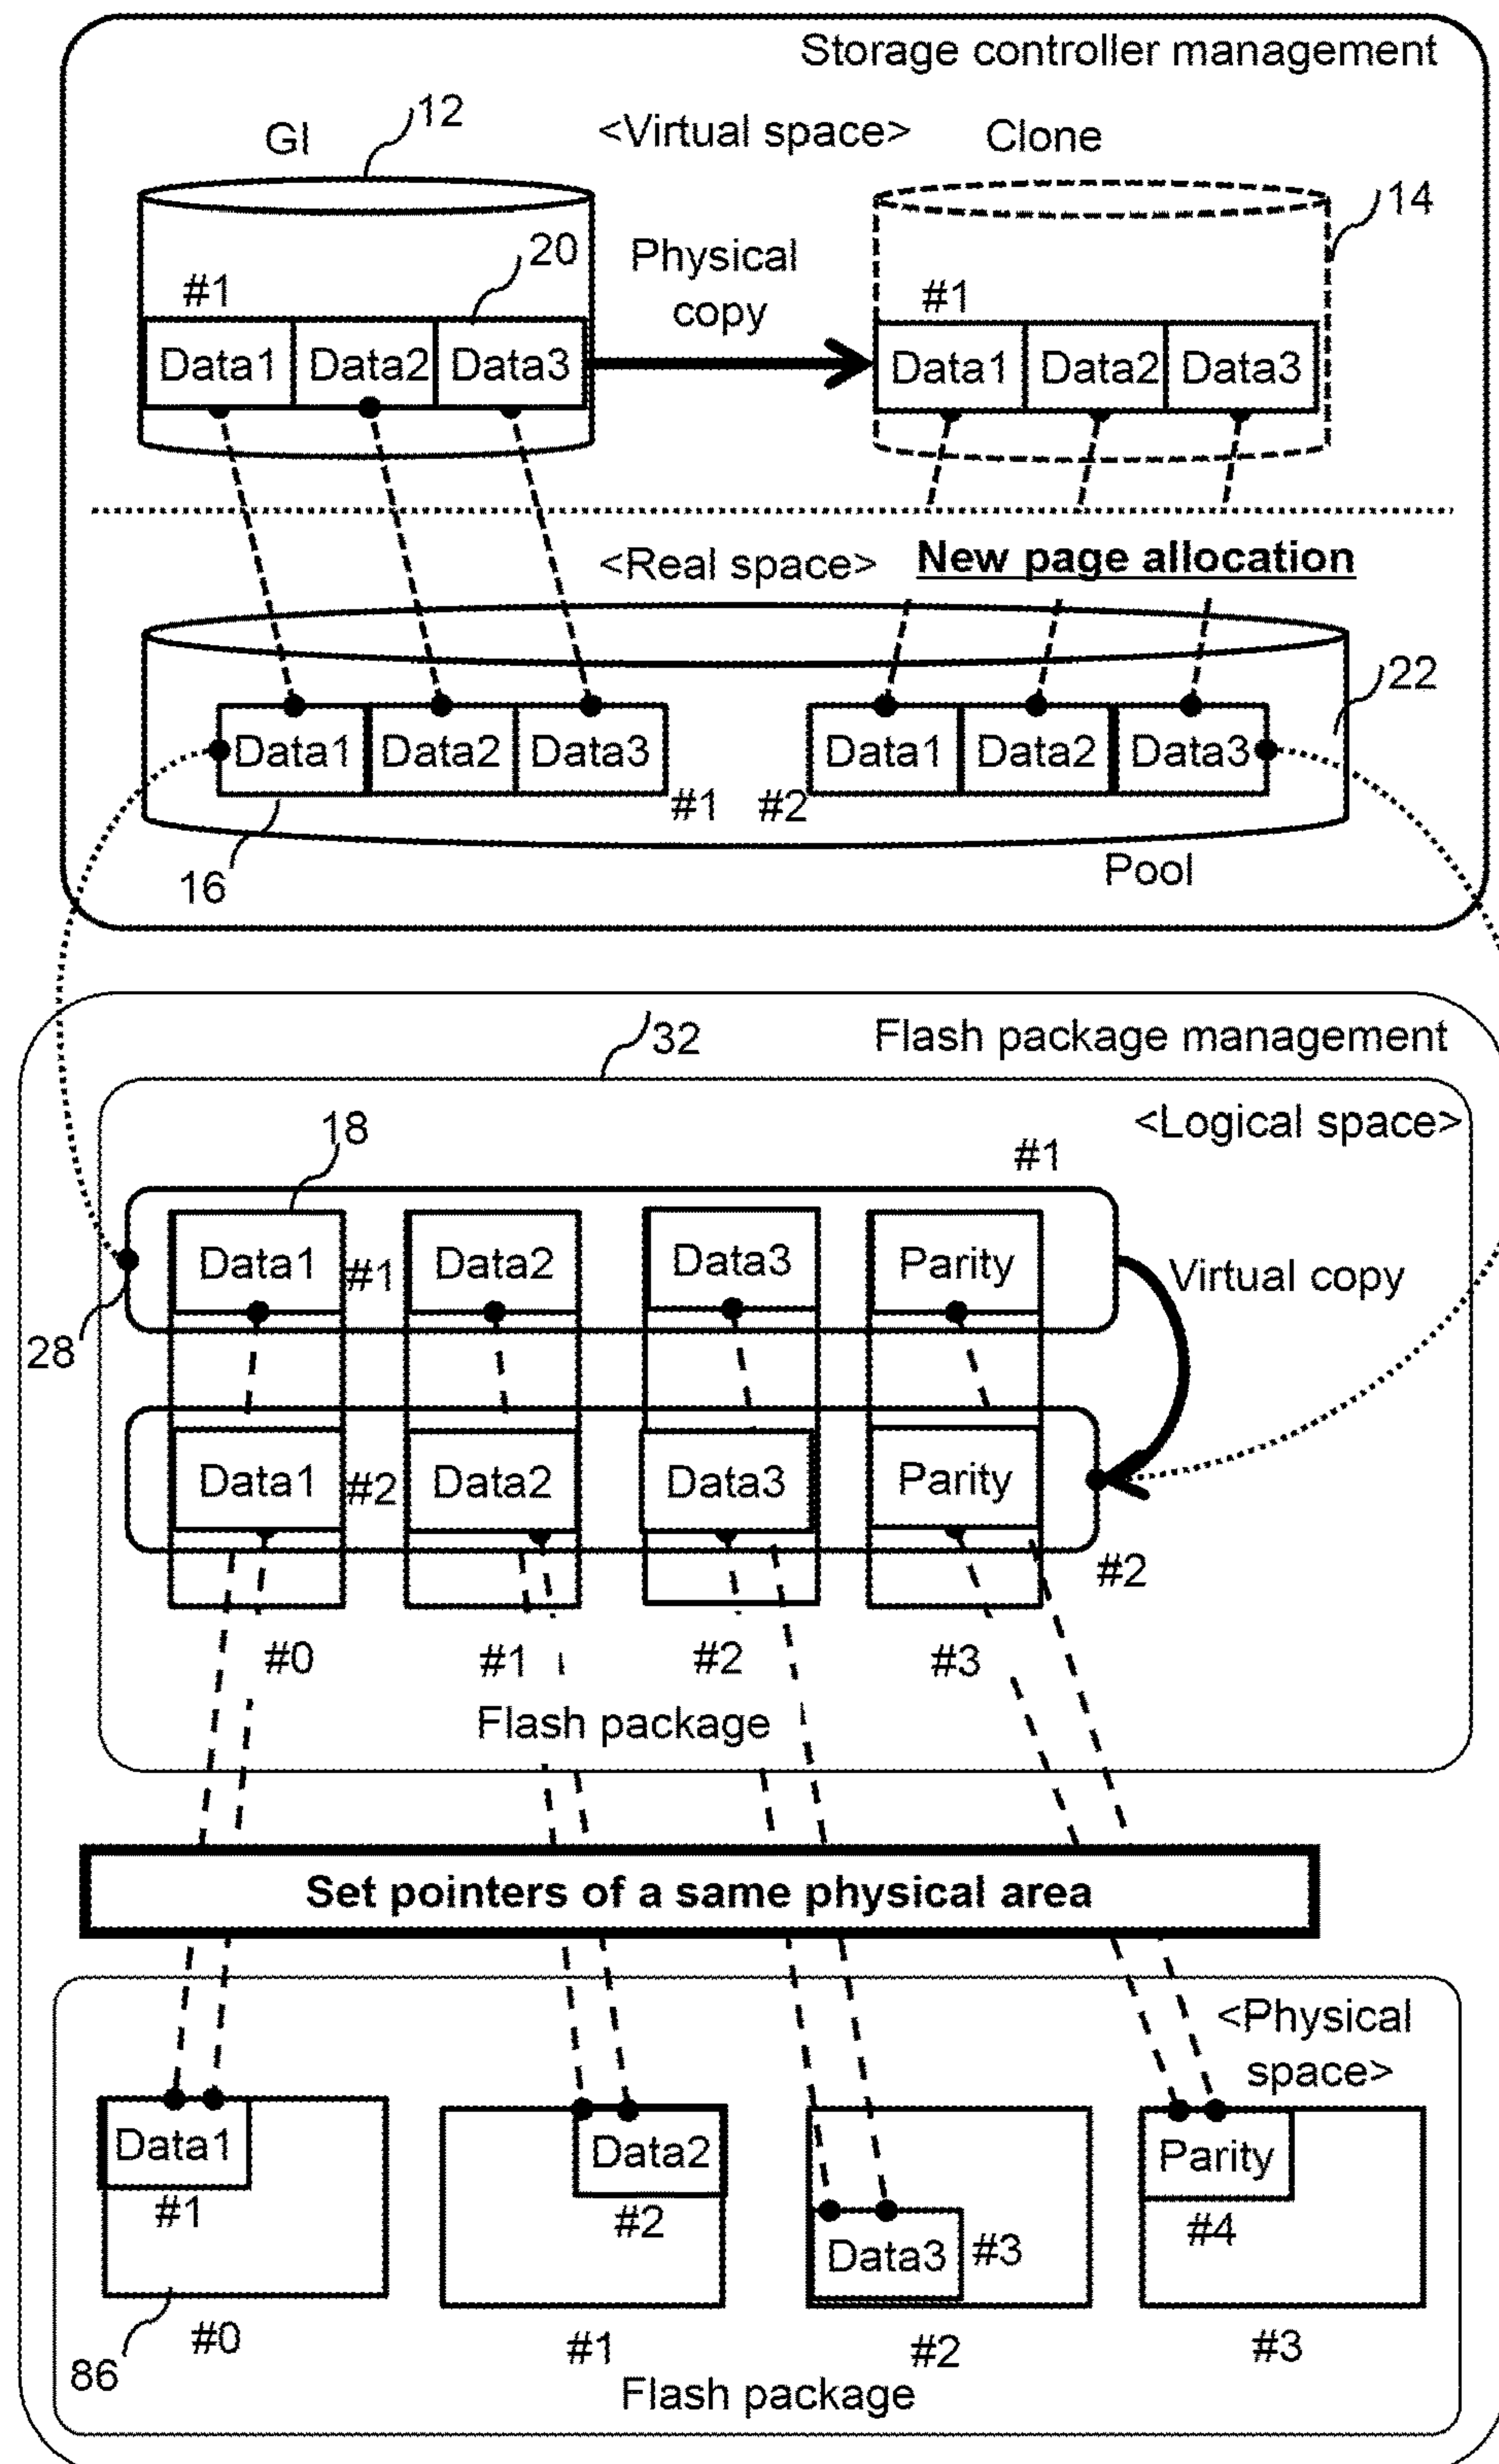 Storage controller management
GI
12
<Virtual space>
Clone
14
20
Physical
copy
#1
#1
Data1 Data2 Data3
Data1 Data2 Data3
<Real space>
New page allocation
22
Data1 Data2 Data3
Data1 Data2 Data3
#1
#2
16
Pool
32
Flash package management
<Logical space>
18
#1
Data1 #1 Data2 Data3 Parity
Virtual copy
28
Data1 #2 Data2 Data3 Parity
#2
#0 #1 #2 #3
Flash package
Set pointers of a same physical area
<Physical
space>
Data1
#1
Data2
#2
Data3 #3
Parity
#4
86
#0 #1 #2 #3
Flash package